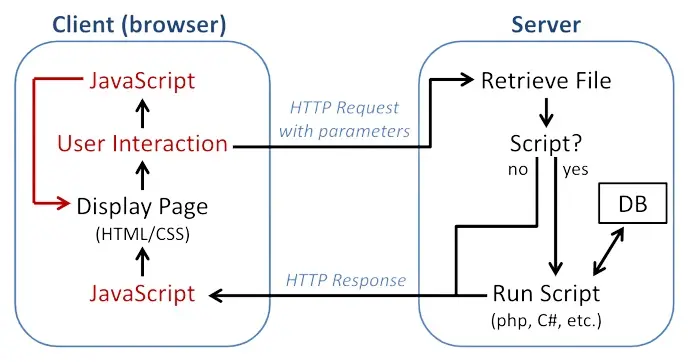 Client (browser)
Server
JavaScript
User Interaction
Display Page
(HTML/CSS)
JavaScript
HTTP Request
with parameters
HTTP Response
Retrieve File
Script?
no
yes
DB
Run Script
(php, C#, etc.)